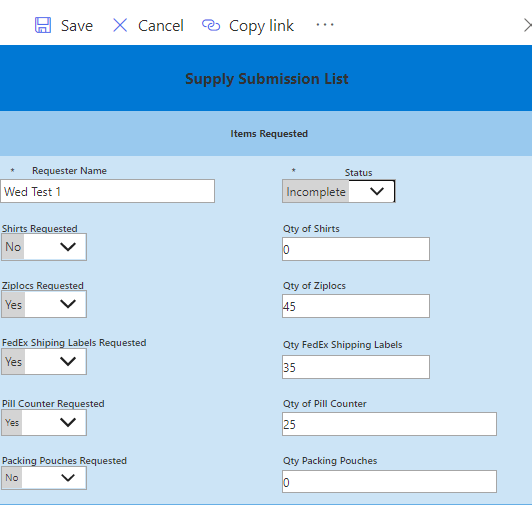 Save Cancel Copy link ...
Supply Submission List
Items Requested
* Requester Name * Status
Wed Test 1 Incomplete
Shirts Requested Qty of Shirts
No 0
Ziplocs Requested Qty of Ziplocs
Yes 45
FedEx Shiping Labels Requested Qty FedEx Shipping Labels
Yes 35
Pill Counter Requested Qty of Pill Counter
Yes 25
Packing Pouches Requested Qty Packing Pouches
No 0